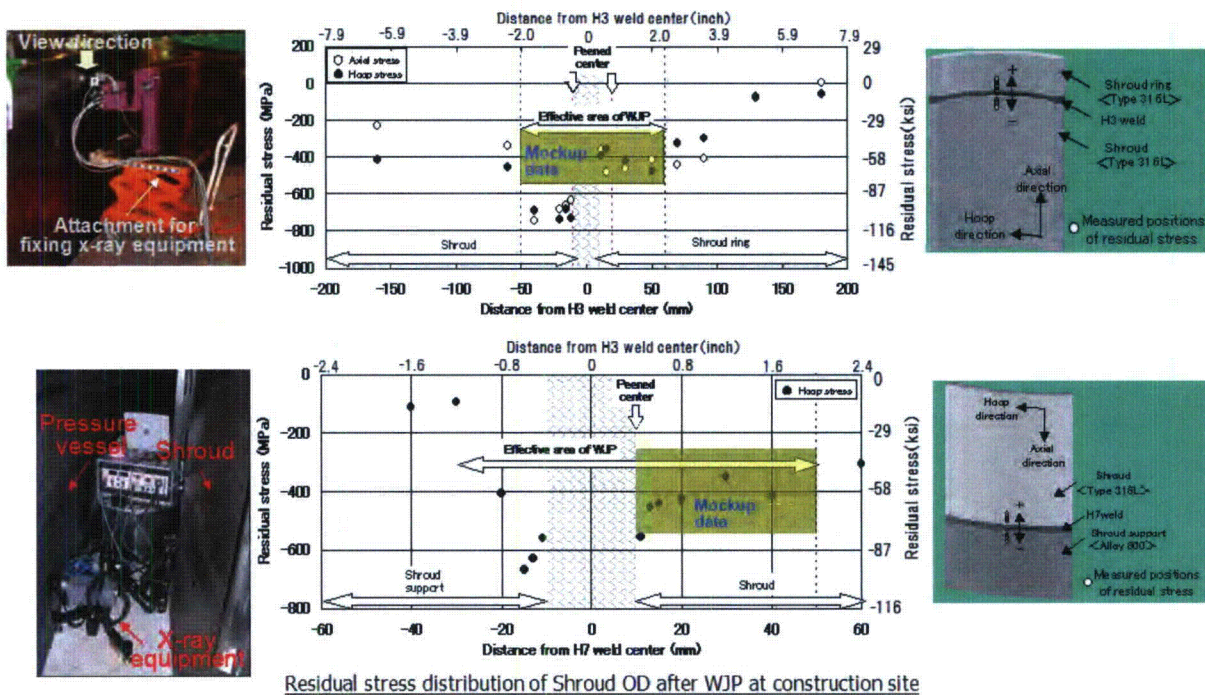 View direction
Attachment for
fixing x-ray equipment
Distance from H3 weld center (inch)
-7.9 -5.9 -3.9 -2.0 0 2.0 3.9 5.9 7.9
Axial stress
Hoop stress
Peened
center
Effective area of WJP
Mockup
data
Shroud
Shroud ring
Residual stress (MPa)
200
0
-200
-400
-600
-800
-1000
Residual stress(ksi)
29
0
-29
-58
-87
-116
-145
-200 -150 -100 -50 0 50 100 150 200
Distance from H3 weld center (mm)
+
Shroud ring
<Type 316L>
H3-weld
Shroud
<Type 316L>
−
Axial
direction
Hoop
direction
Measured positions
of residual stress
Pressure
vessel
Shroud
X-ray
equipment
Distance from H3 weld center (inch)
-2.4 -1.6 -0.8 0 0.8 1.6 2.4
Hoop stress
Peened
center
Effective area of WJP
Mockup
data
Shroud
support
Shroud
Residual stress (MPa)
0
-200
-400
-600
-800
Residual stress(ksi)
0
-29
-58
-87
-116
-60 -40 -20 0 20 40 60
Distance from H7 weld center (mm)
Hoop
direction
Axial
direction
Shroud
<Type 316L>
+
H7weld
−
Shroud support
<Alloy 600>
Measured positions
of residual stress
Residual stress distribution of Shroud OD after WJP at construction site